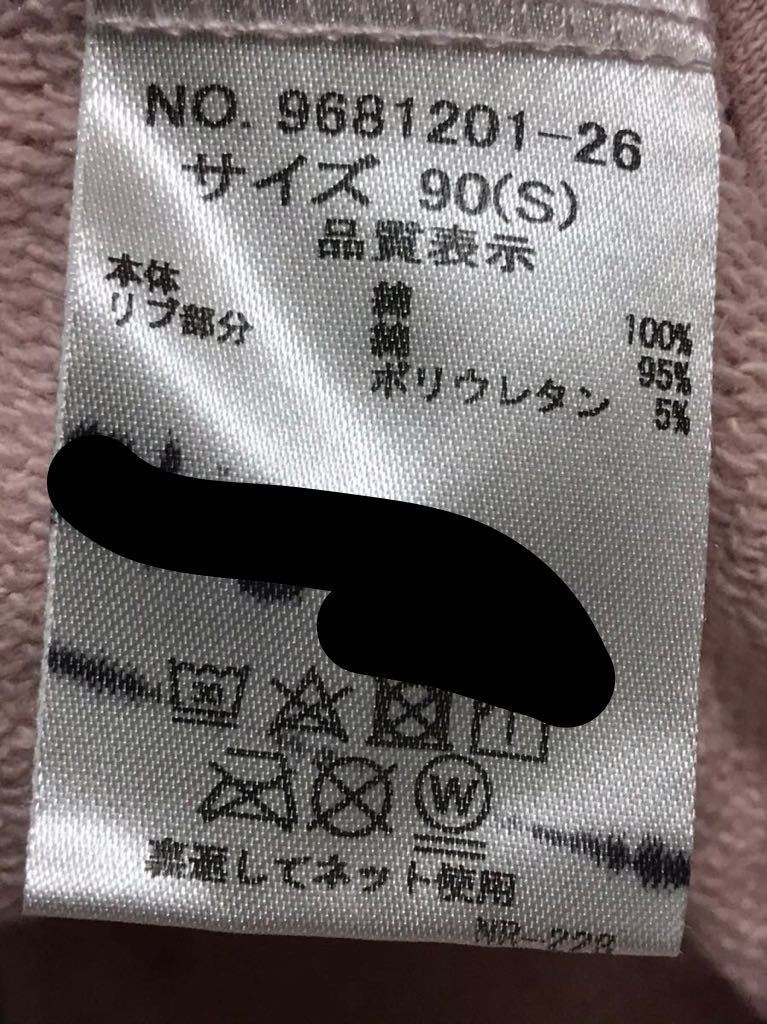 NO. 9681201-26
サイズ 90(S)
品質表示
本体 綿 100%
リブ部分 綿 95%
ポリウレタン 5%
30
W
裏返してネット使用